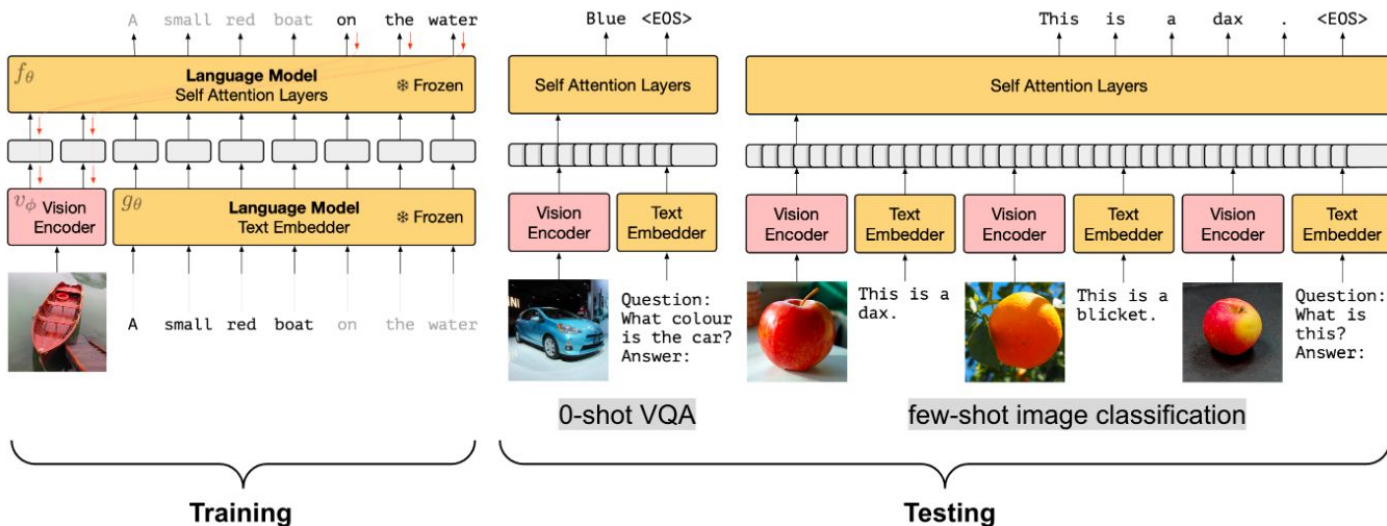 A small red boat on the water
f_θ
Language Model
Self Attention Layers
❄ Frozen
v_ϕ
Vision
Encoder
g_θ
Language Model
Text Embedder
❄ Frozen
A small red boat on the water
Training
Blue <EOS>
Self Attention Layers
Vision
Encoder
Text
Embedder
Question:
What colour
is the car?
Answer:
0-shot VQA
This is a dax . <EOS>
Self Attention Layers
Vision
Encoder
Text
Embedder
Vision
Encoder
Text
Embedder
Vision
Encoder
Text
Embedder
This is a
dax.
This is a
blicket.
Question:
What is
this?
Answer:
few-shot image classification
Testing